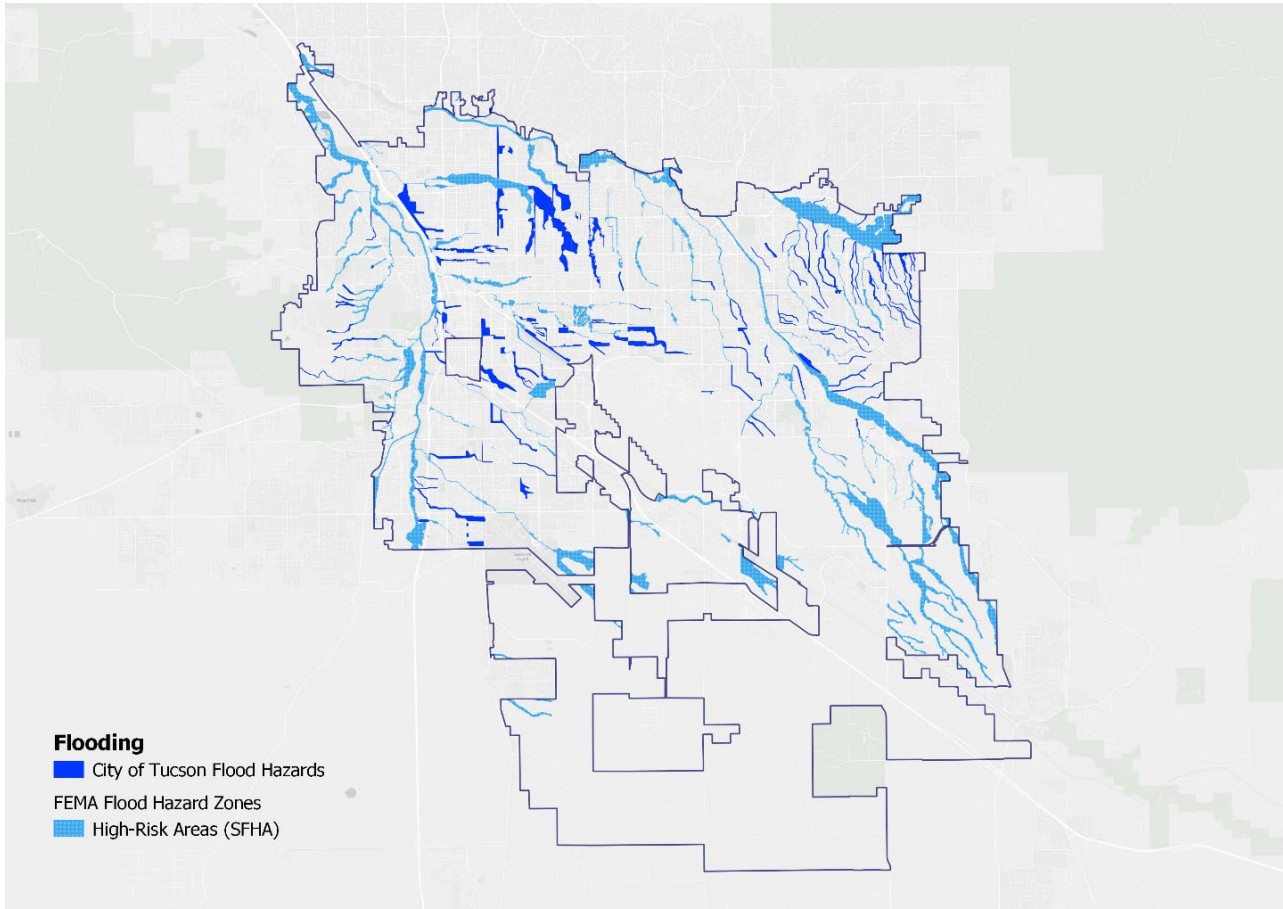 Flooding
City of Tucson Flood Hazards
FEMA Flood Hazard Zones
High-Risk Areas (SFHA)